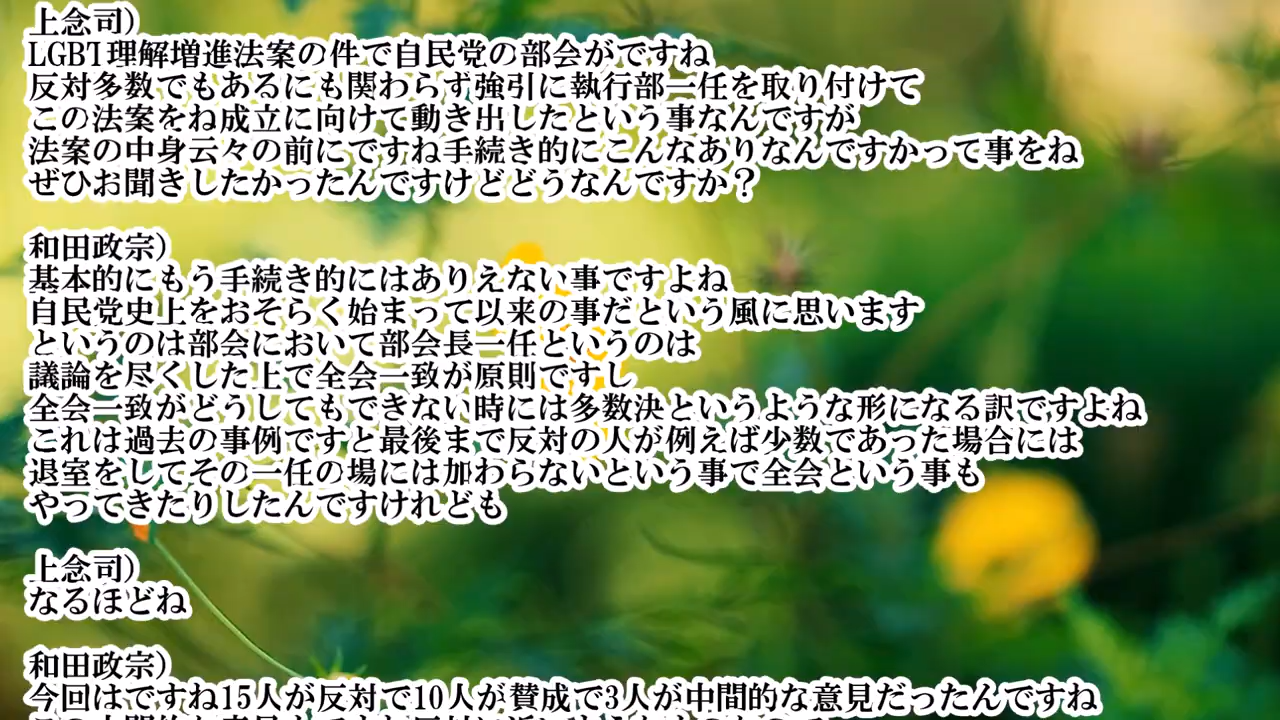 上念司）
LGBT理解増進法案の件で自民党の部会がですね
反対多数でもあるにも関わらず強引に執行部一任を取り付けて
この法案をね成立に向けて動き出したという事なんですが
法案の中身云々の前にですね手続き的にこんなありなんですかって事をね
ぜひお聞きしたかったんですけどどうなんですか？
和田政宗）
基本的にもう手続き的にはありえない事ですよね
自民党史上をおそらく始まって以来の事だという風に思います
というのは部会において部会長一任というのは
議論を尽くした上で全会一致が原則ですし
全会一致がどうしてもできない時には多数決というような形になる訳ですよね
これは過去の事例ですと最後まで反対の人が例えば少数であった場合には
退室をしてその一任の場には加わらないという事で全会という事も
やってきたりしたんですけれども
上念司）
なるほどね
和田政宗）
今回はですね15人が反対で10人が賛成で3人が中間的な意見だったんですね